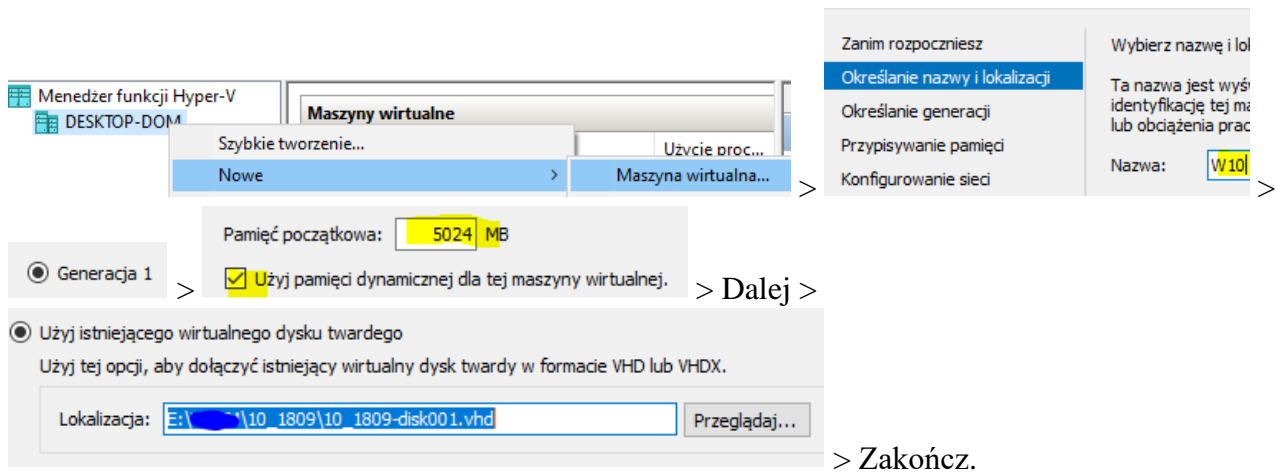 Menedżer funkcji Hyper-V
DESKTOP-DOM
Maszyny wirtualne
Użycie proc...
Szybkie tworzenie...
Nowe >
Maszyna wirtualna...
>
Zanim rozpoczniesz
Określanie nazwy i lokalizacji
Określanie generacji
Przypisywanie pamięci
Konfigurowanie sieci
Wybierz nazwę i
Ta nazwa jest
identyfikację tej
lub obciążenia
Nazwa: W10
>
Generacja 1
>
Pamięć początkowa: 5024 MB
Użyj pamięci dynamicznej dla tej maszyny wirtualnej.
> Dalej >
Użyj istniejącego wirtualnego dysku twardego
Użyj tej opcji, aby dołączyć istniejący wirtualny dysk twardy w formacie VHD lub VHDX.
Lokalizacja: E:\ \10_1809\10_1809-disk001.vhd Przeglądaj...
> Zakończ.